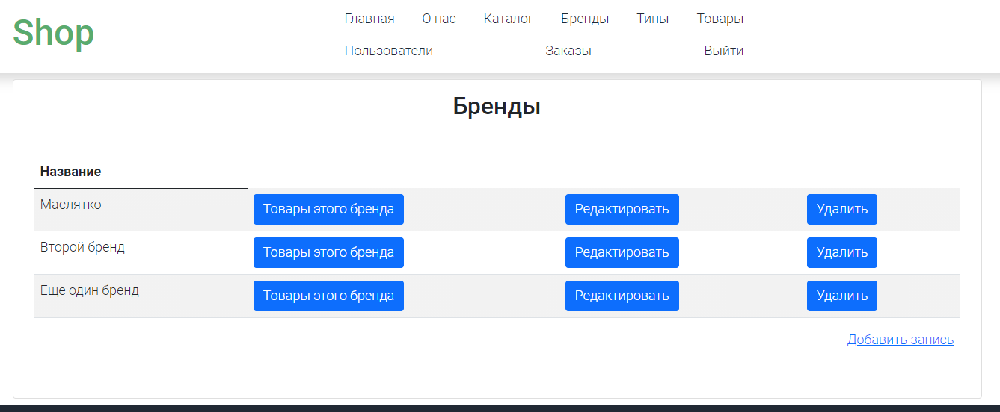 Shop
Главная О нас Каталог Бренды Типы Товары
Пользователи Заказы Выйти
Бренды
Название
Маслятко Товары этого бренда Редактировать Удалить
Второй бренд Товары этого бренда Редактировать Удалить
Еще один бренд Товары этого бренда Редактировать Удалить
Добавить запись